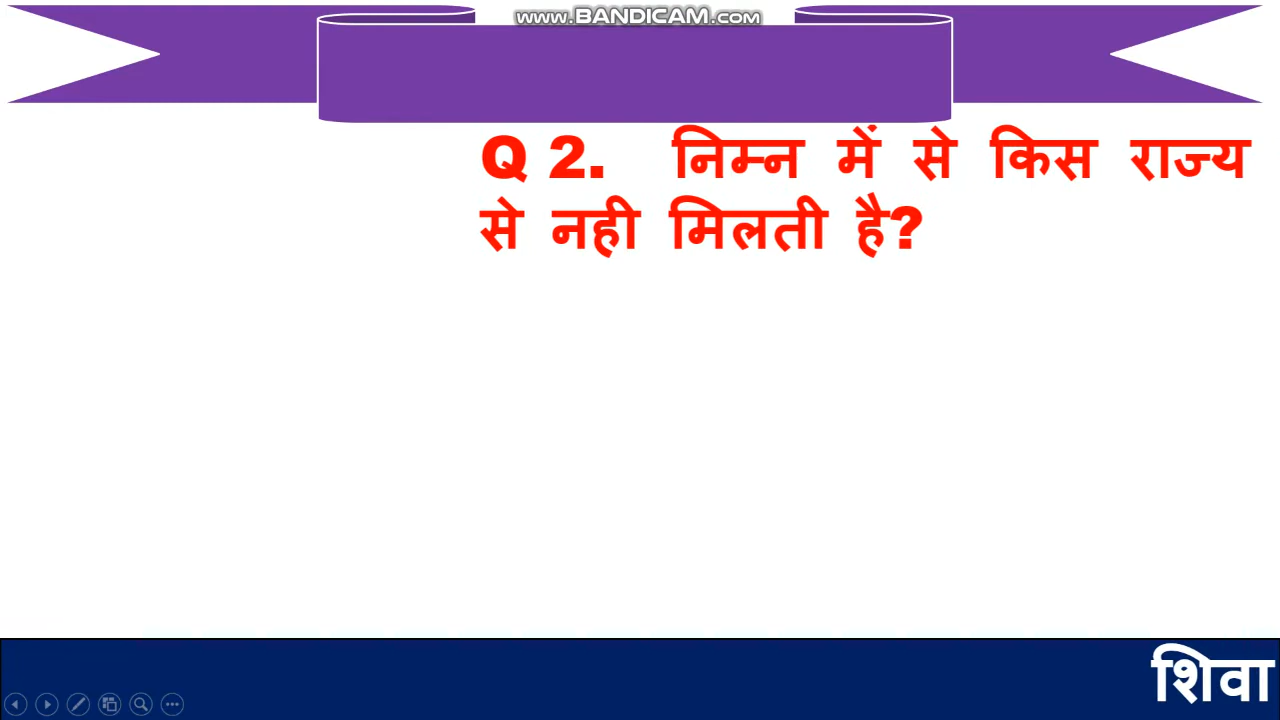 www.BANDICAM.com
Q 2. निम्न में से किस राज्य
से नही मिलती है?
शिवा